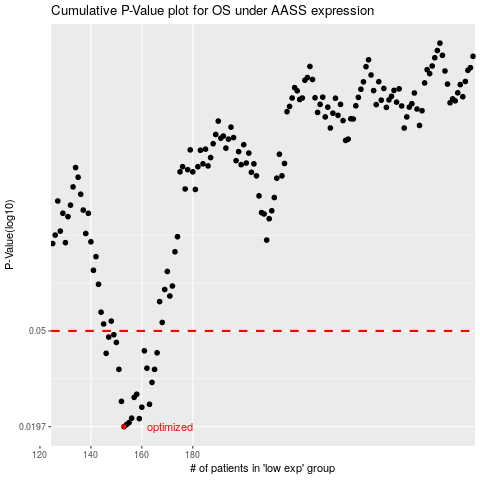 Cumulative P-Value plot for OS under AASS expression
P-Value(log10)
0.05
0.0197
optimized
120 140 160 180
# of patients in 'low exp' group